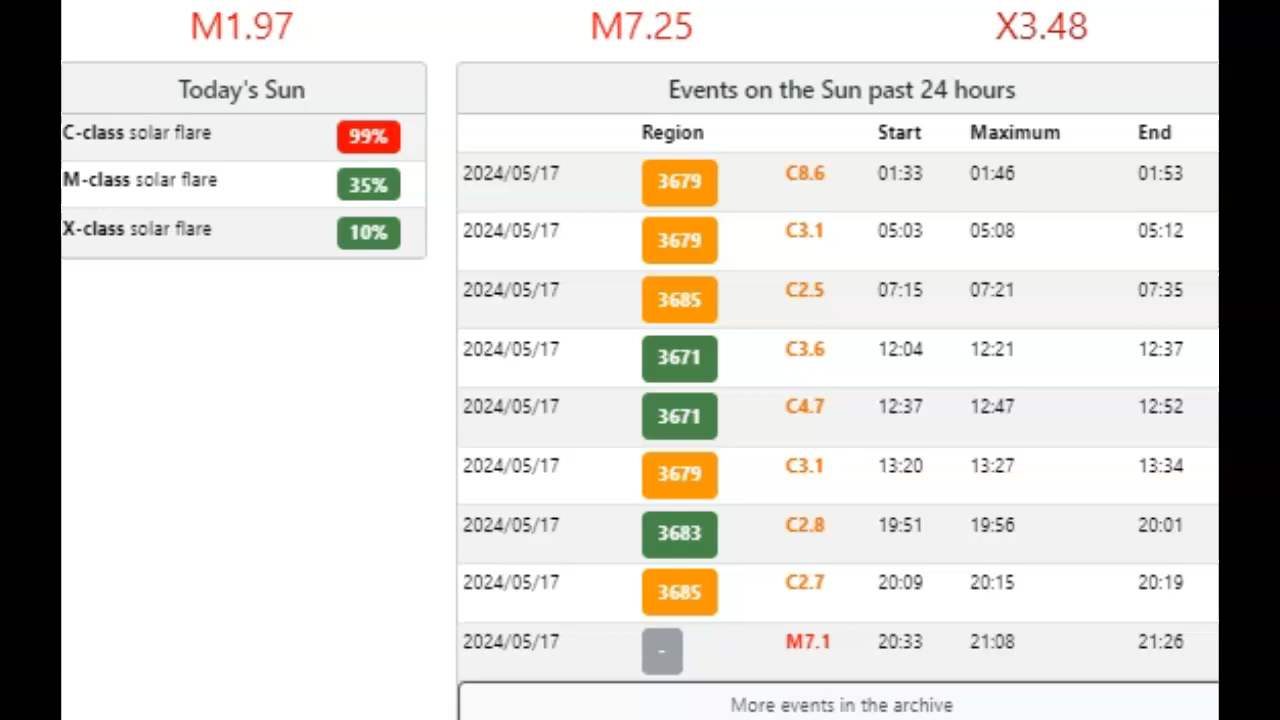 M1.97 M7.25 X3.48
Today's Sun
C-class solar flare 99%
M-class solar flare 35%
X-class solar flare 10%
Events on the Sun past 24 hours
Region Start Maximum End
2024/05/17 3679 C8.6 01:33 01:46 01:53
2024/05/17 3679 C3.1 05:03 05:08 05:12
2024/05/17 3685 C2.5 07:15 07:21 07:35
2024/05/17 3671 C3.6 12:04 12:21 12:37
2024/05/17 3671 C4.7 12:37 12:47 12:52
2024/05/17 3679 C3.1 13:20 13:27 13:34
2024/05/17 3683 C2.8 19:51 19:56 20:01
2024/05/17 3685 C2.7 20:09 20:15 20:19
2024/05/17 - M7.1 20:33 21:08 21:26
More events in the archive